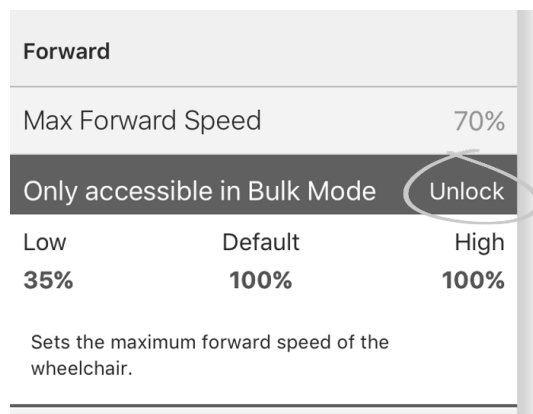 Forward
Max Forward Speed 70%
Only accessible in Bulk Mode Unlock
Low Default High
35% 100% 100%
Sets the maximum forward speed of the
wheelchair.